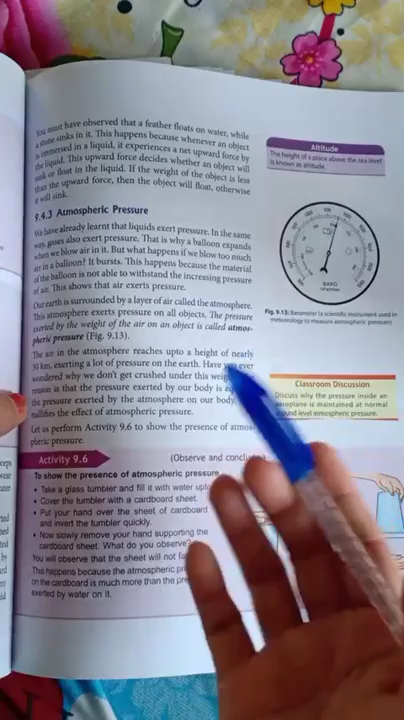 You must have observed that a feather floats on water, while
a stone sinks in it. This happens because whenever an object
is immersed in a liquid, it experiences a net upward force by
the liquid. This upward force decides whether an object will
sink or float in the liquid. If the weight of the object is less
than the upward force, then the object will float, otherwise
it will sink.
9.4.3 Atmospheric Pressure
We have already learnt that liquids exert pressure. In the same
way, gases also exert pressure. That is why a balloon expands
when we blow air in it. But what happens if we blow too much
air in a balloon? It bursts. This happens because the material
of the balloon is not able to withstand the increasing pressure
of air. This shows that air exerts pressure.
Our earth is surrounded by a layer of air called the atmosphere.
This atmosphere exerts pressure on all objects. The pressure
exerted by the weight of the air on an object is called atmos-
pheric pressure (Fig. 9.13).
The air in the atmosphere reaches upto a height of nearly
30 km, exerting a lot of pressure on the earth. Have you ever
wondered why we don't get crushed under this
reason is that the pressure exerted by our body is
the pressure exerted by the atmosphere on our body
nullifies the effect of atmospheric pressure.
Let us perform Activity 9.6 to show the presence of atmos-
pheric pressure.
Activity 9.6 (Observe and
To show the presence of atmospheric pressure
• Take a glass tumbler and fill it with water
• Cover the tumbler with a cardboard sheet.
• Put your hand over the sheet of cardboard
and invert the tumbler quickly.
• Now slowly remove your hand supporting the
cardboard sheet. What do you observe?
You will observe that the sheet will not
This happens because the atmospheric
on the cardboard is much more than the
exerted by water on it.
Altitude
The height of a place above the sea level
is known as altitude.
BARO
Fig. 9.13: Barometer (a scientific instrument used in
meteorology to measure atmospheric pressure)
Classroom Discussion
Discuss why the pressure inside an
aeroplane is maintained at normal
ground level atmospheric pressure.